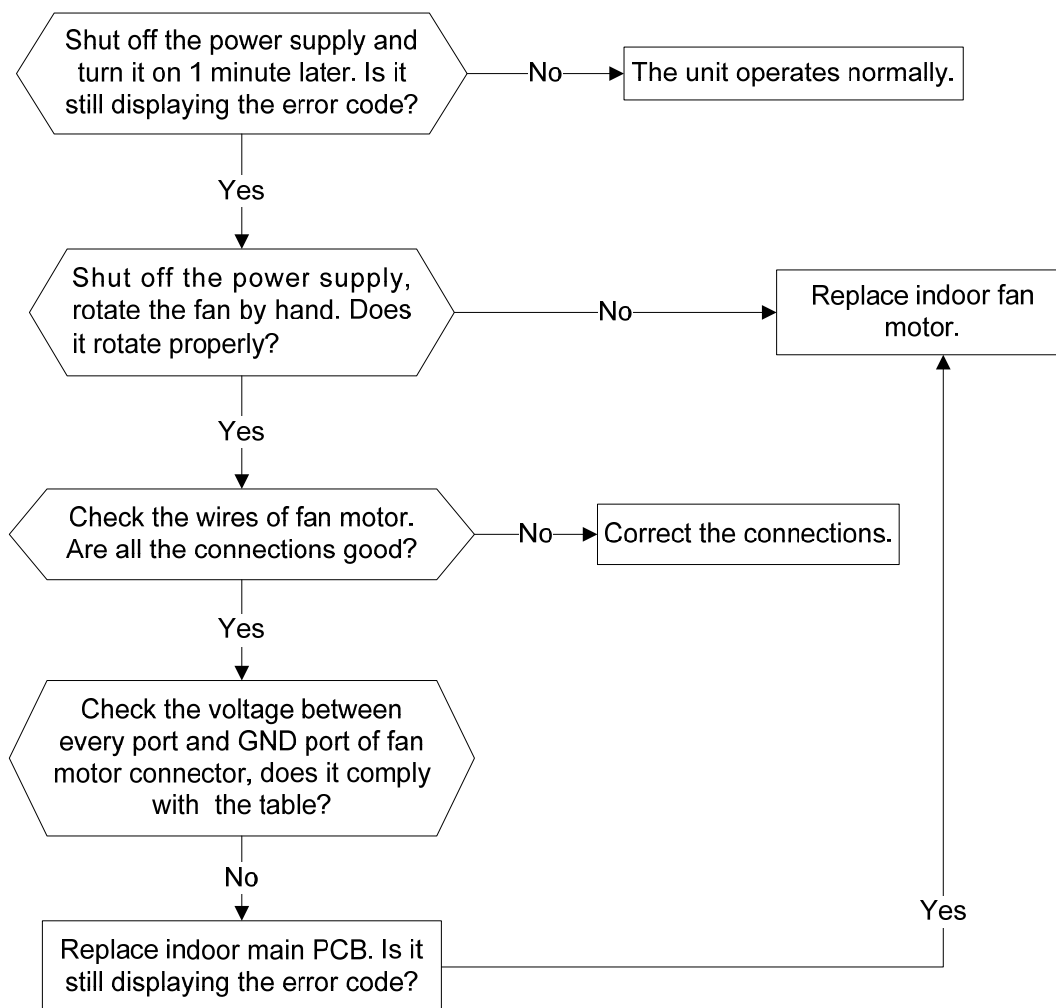 Shut off the power supply and
turn it on 1 minute later. Is it
still displaying the error code?
No
The unit operates normally.
Yes
Shut off the power supply,
rotate the fan by hand. Does
it rotate properly?
No
Replace indoor fan
motor.
Yes
Check the wires of fan motor.
Are all the connections good?
No
Correct the connections.
Yes
Check the voltage between
every port and GND port of fan
motor connector, does it comply
with the table?
No
Yes
Replace indoor main PCB. Is it
still displaying the error code?